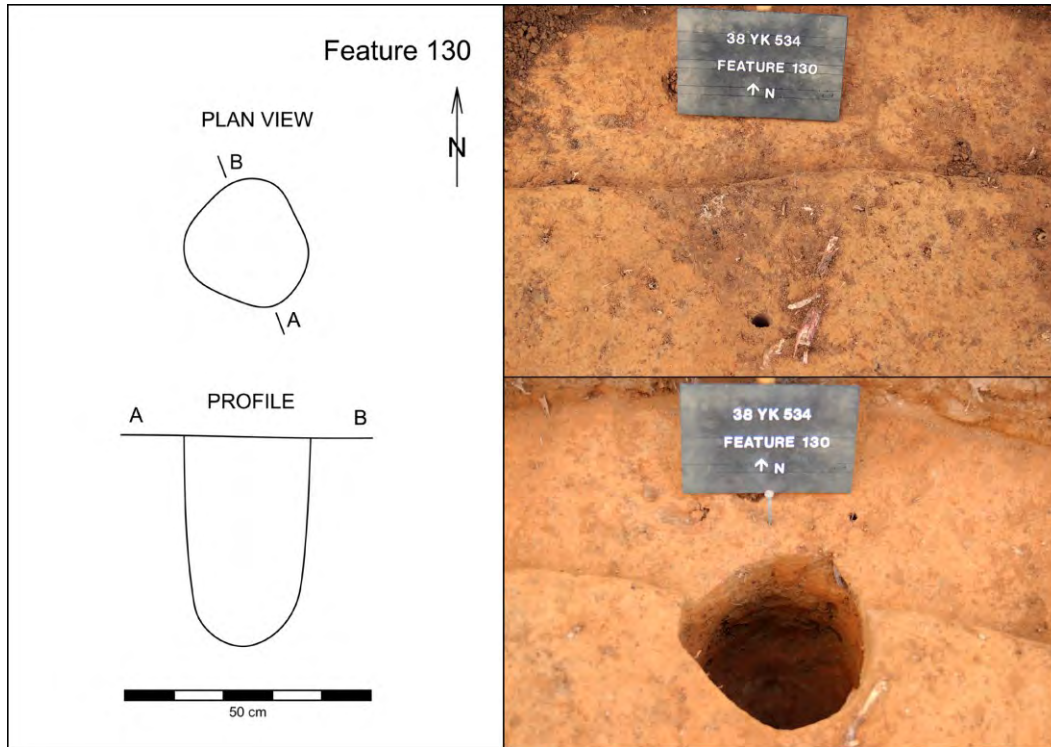 Feature 130
N
PLAN VIEW
B
A
PROFILE
A
B
50 cm
38 YK 534
FEATURE 130
↑ N
38 YK 534
FEATURE 130
↑ N